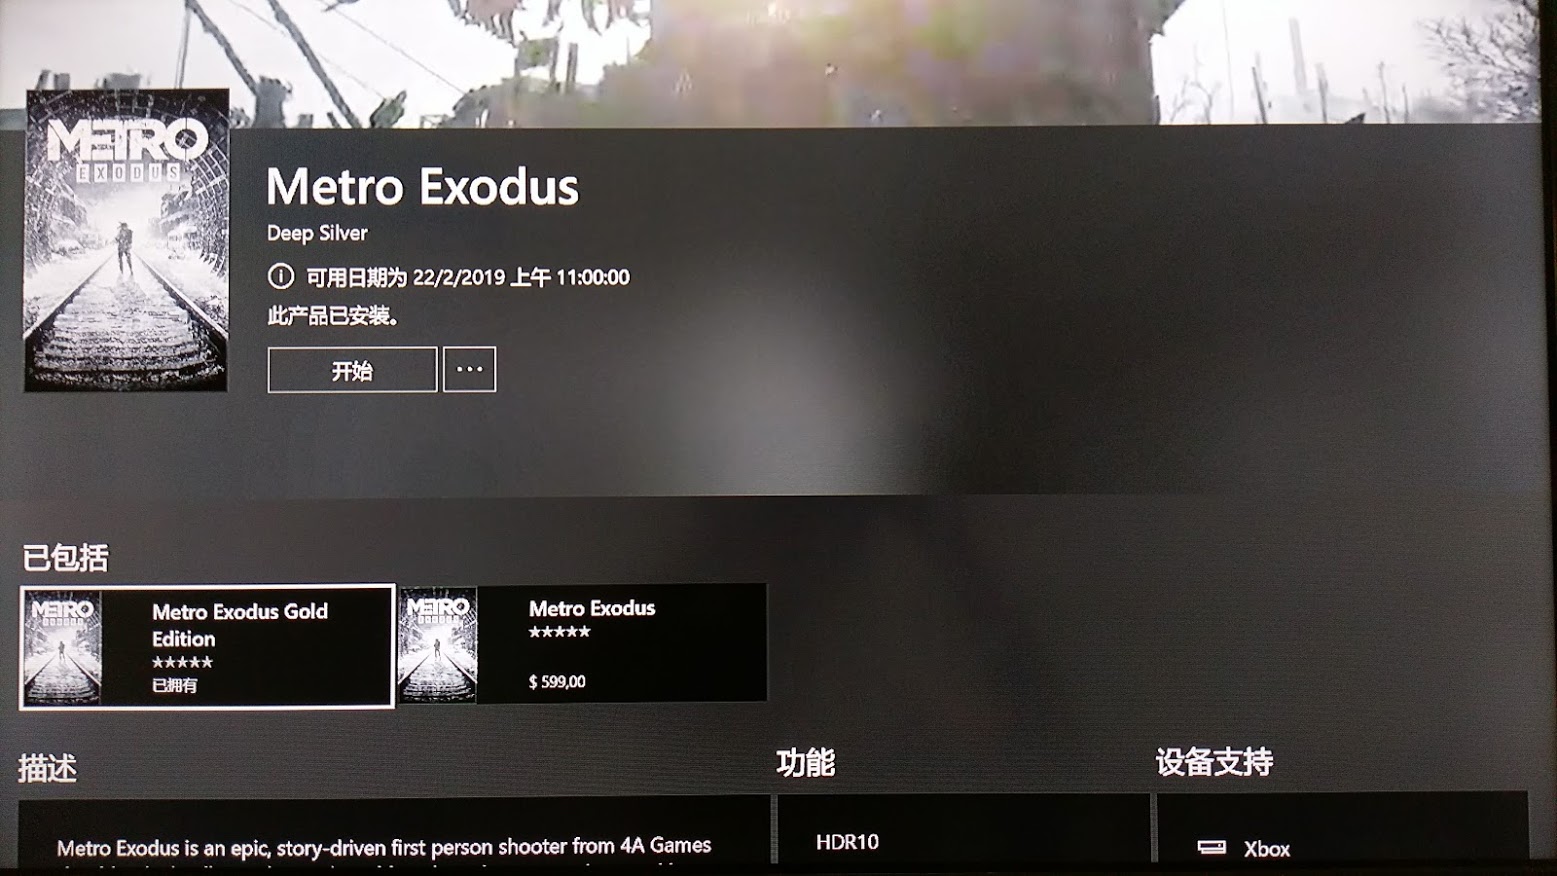 METRO
EXODUS
Metro Exodus
Deep Silver
可用日期为 22/2/2019 上午 11:00:00
此产品已安装。
开始
···
已包括
METRO
EXODUS
Metro Exodus Gold
Edition
★★★★★
已拥有
METRO
EXODUS
Metro Exodus
★★★★★
$ 599,00
描述
Metro Exodus is an epic, story-driven first person shooter from 4A Games
功能
HDR10
设备支持
Xbox